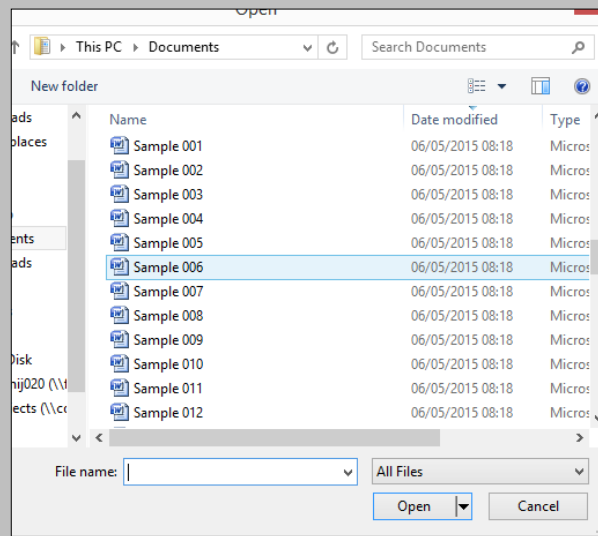 Open
This PC Documents Search Documents
New folder
Name Date modified Type
ads
places
ents
ads
Disk
nij020 (\\f
ects (\\co
Sample 001 06/05/2015 08:18 Micros
Sample 002 06/05/2015 08:18 Micros
Sample 003 06/05/2015 08:18 Micros
Sample 004 06/05/2015 08:18 Micros
Sample 005 06/05/2015 08:18 Micros
Sample 006 06/05/2015 08:18 Micros
Sample 007 06/05/2015 08:18 Micros
Sample 008 06/05/2015 08:18 Micros
Sample 009 06/05/2015 08:18 Micros
Sample 010 06/05/2015 08:18 Micros
Sample 011 06/05/2015 08:18 Micros
Sample 012 06/05/2015 08:18 Micros
File name: All Files
Open Cancel